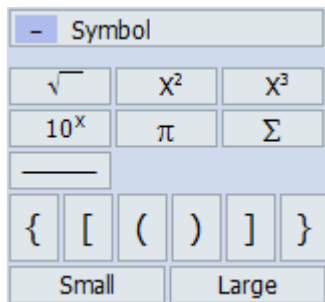 – Symbol
√ X² X³
10ˣ π Σ
{ [ ( ) ] }
Small Large